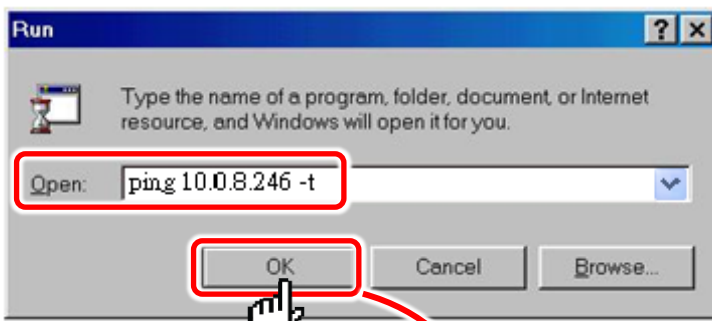 Run
Type the name of a program, folder, document, or Internet
resource, and Windows will open it for you.
Open: ping 10.0.8.246 -t
OK Cancel Browse...